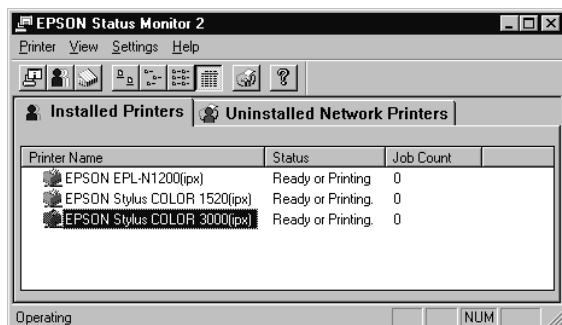 EPSON Status Monitor 2
Printer View Settings Help
Installed Printers Uninstalled Network Printers
Printer Name Status Job Count
EPSON EPL-N1200(ipx) Ready or Printing 0
EPSON Stylus COLOR 1520(ipx) Ready or Printing. 0
EPSON Stylus COLOR 3000(ipx) Ready or Printing. 0
Operating NUM